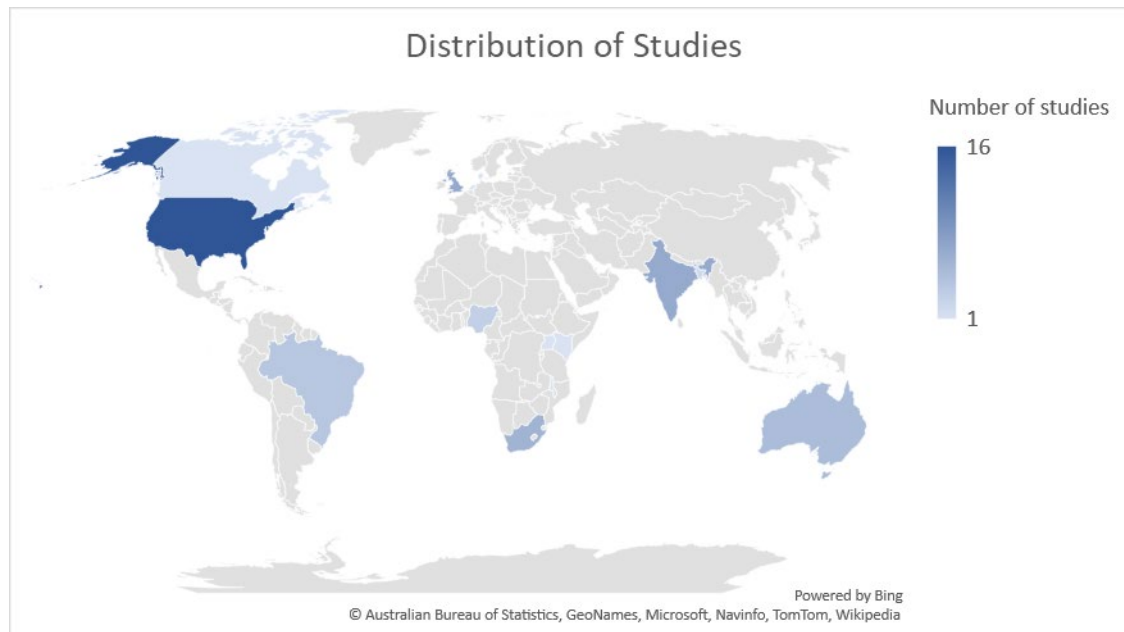 Distribution of Studies
Number of studies
16
1
Powered by Bing
© Australian Bureau of Statistics, GeoNames, Microsoft, Navinfo, TomTom, Wikipedia